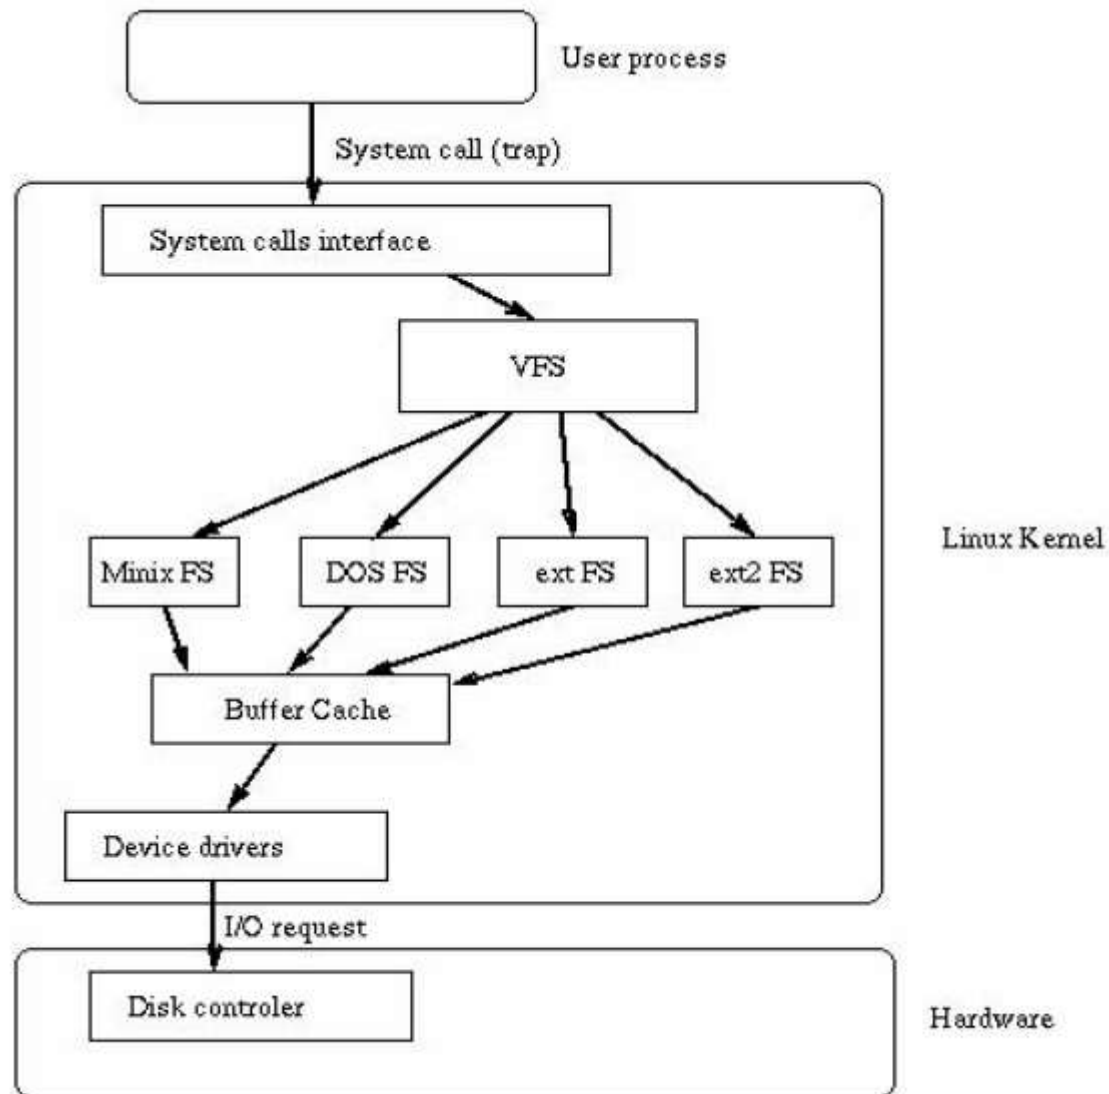 User process
System call (trap)
System calls interface
VFS
Linux Kernel
Minix FS
DOS FS
ext FS
ext2 FS
Buffer Cache
Device drivers
I/O request
Disk controler
Hardware